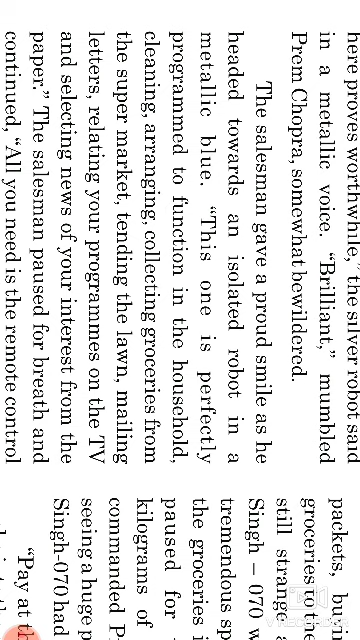 here proves worthwhile," the silver robot said
in a metallic voice. "Brilliant," mumbled
Prem Chopra, somewhat bewildered.
The salesman gave a proud smile as he
headed towards an isolated robot in a
metallic blue. "This one is perfectly
programmed to function in the household,
cleaning, arranging, collecting groceries from
the super market, tending the lawn, mailing
letters, relating your programmes on the TV
and selecting news of your interest from the
paper." The salesman paused for breath and
continued, "All you need is the remote control
packets, buri
groceries to the
still strange a
Singh – 070 w
tremendous sp
the groceries i
paused for
kilograms of
commanded P
seeing a huge p
Singh-070 had
"Pay at th